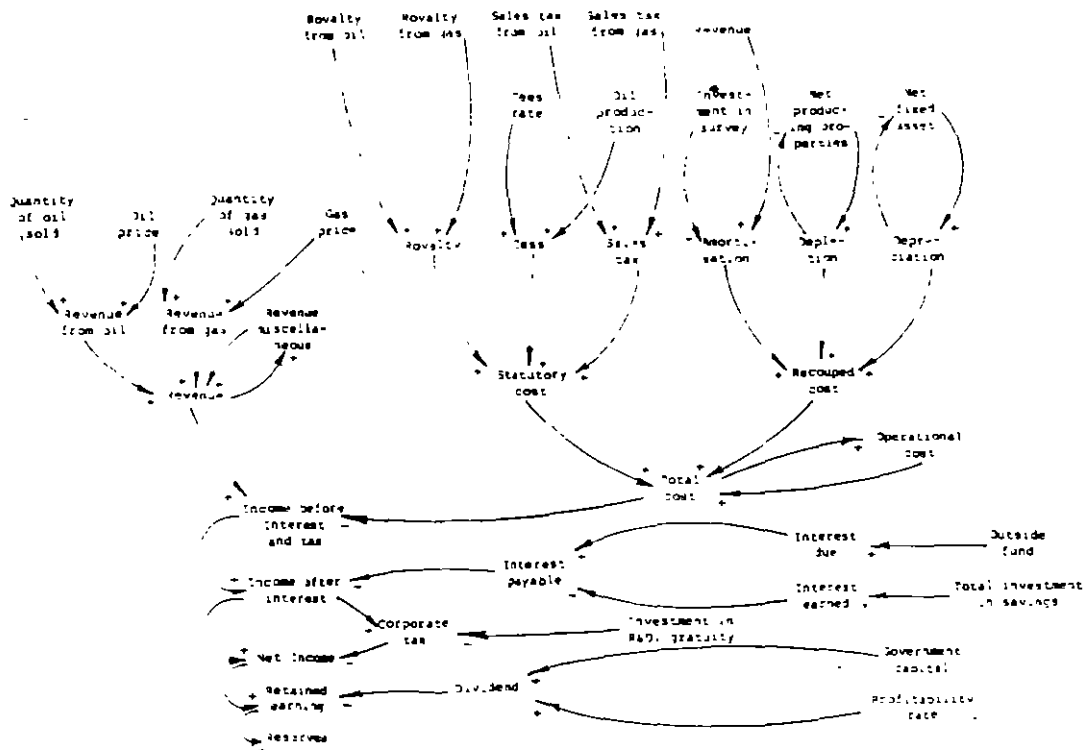 Royalty from oil
Royalty from gas
Sales tax from oil
Sales tax from gas
Revenue
Cess rate
Oil production
Invest-
ment in
survey
Net
produc-
ing pro-
perties
Net
fixed
asset
Quantity
of oil
sold
Oil
price
Quantity
of gas
sold
Gas
price
Royalty
Cess
Sales
tax
Amorti-
sation
Deple-
tion
Depre-
ciation
Revenue
from oil
Revenue
from gas
Revenue
miscella-
neous
Revenue
Statutory
cost
Recouped
cost
Operational
cost
Total
cost
Income before
interest
and tax
Interest
due
Outside
fund
Interest
payable
Income after
interest
Interest
earned
Total investment
in savings
Corporate
tax
Investment in
R&D, gratuity
Net Income
Government
capital
Retained
earning
Dividend
Profitability
rate
Reserves